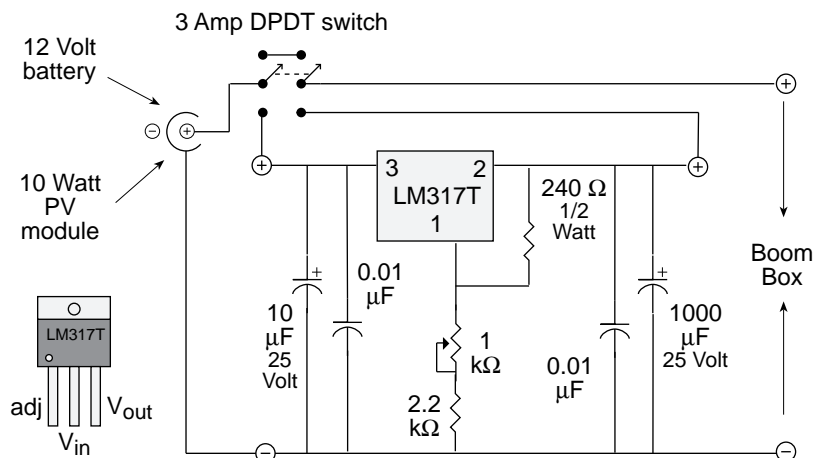 3 Amp DPDT switch
12 Volt
battery
10 Watt
PV
module
3
2
LM317T
1
240 Ω
1/2
Watt
0.01
µF
10
µF
25
Volt
1
kΩ
2.2
kΩ
0.01
µF
1000
µF
25 Volt
Boom
Box
LM317T
adj
Vin
Vout